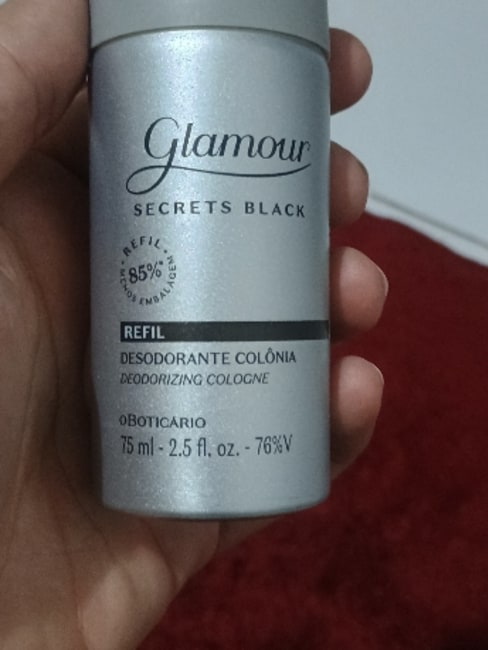 Glamour
SECRETS BLACK
• REFIL •
85%*
MENOS EMBALAGEM
REFIL
DESODORANTE COLÔNIA
DEODORIZING COLOGNE
oBOTICÁRIO
75 ml - 2.5 fl. oz. - 76%V